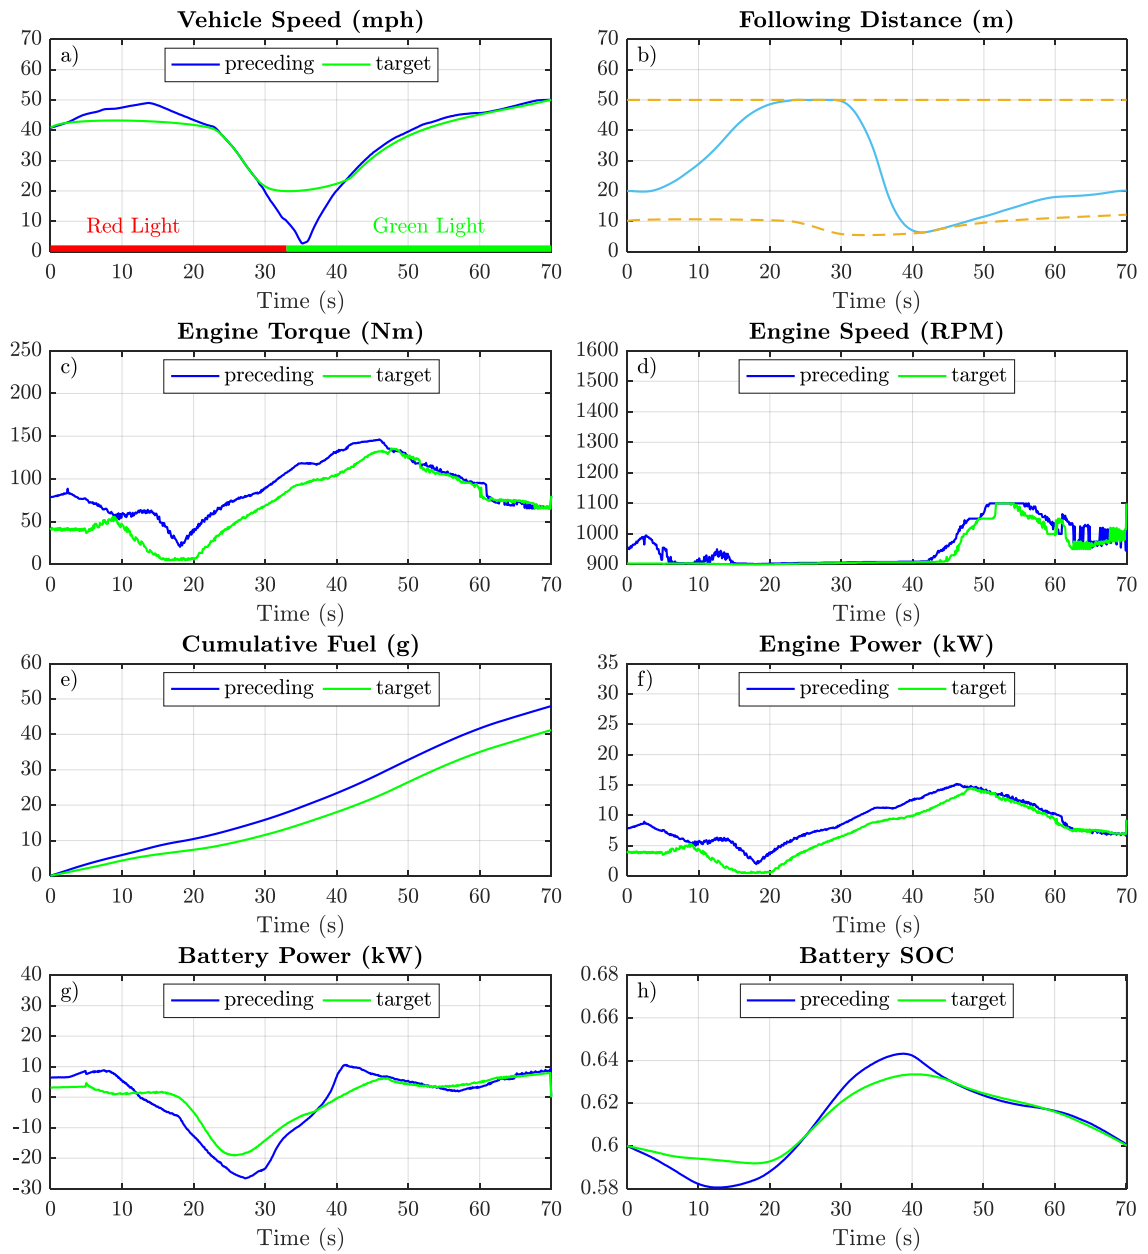 Vehicle Speed (mph)
a)
preceding target
70
60
50
40
30
20
10
0
Red Light
Green Light
0 10 20 30 40 50 60 70
Time (s)
Following Distance (m)
b)
70
60
50
40
30
20
10
0
0 10 20 30 40 50 60 70
Time (s)
Engine Torque (Nm)
c)
preceding target
250
200
150
100
50
0
0 10 20 30 40 50 60 70
Time (s)
Engine Speed (RPM)
d)
preceding target
1600
1500
1400
1300
1200
1100
1000
900
0 10 20 30 40 50 60 70
Time (s)
Cumulative Fuel (g)
e)
preceding target
60
50
40
30
20
10
0
0 10 20 30 40 50 60 70
Time (s)
Engine Power (kW)
f)
preceding target
35
30
25
20
15
10
5
0
0 10 20 30 40 50 60 70
Time (s)
Battery Power (kW)
g)
preceding target
40
30
20
10
0
-10
-20
-30
0 10 20 30 40 50 60 70
Time (s)
Battery SOC
h)
preceding target
0.68
0.66
0.64
0.62
0.6
0.58
0 10 20 30 40 50 60 70
Time (s)